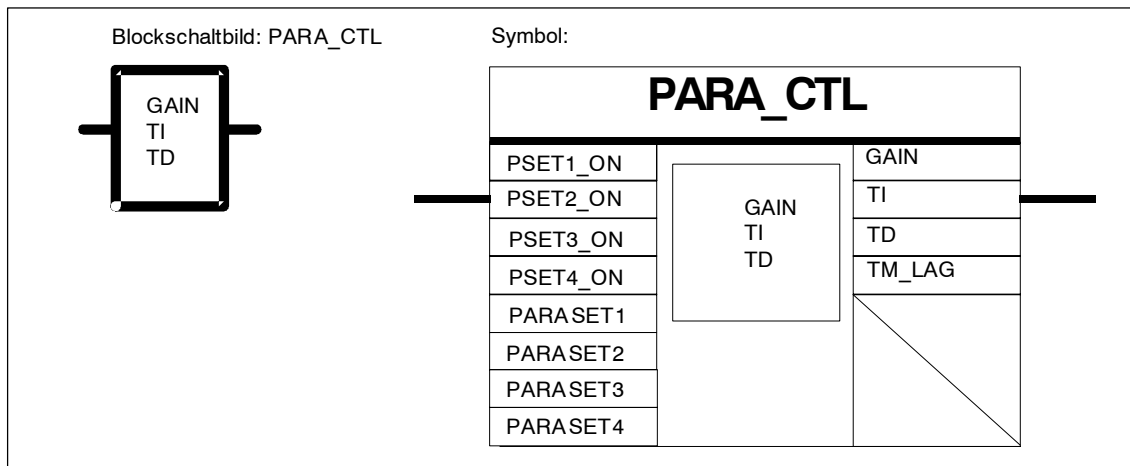 Blockschaltbild: PARA_CTL
GAIN
TI
TD
Symbol:
PARA_CTL
PSET1_ON
PSET2_ON
PSET3_ON
PSET4_ON
PARASET1
PARASET2
PARASET3
PARASET4
GAIN
TI
TD
GAIN
TI
TD
TM_LAG